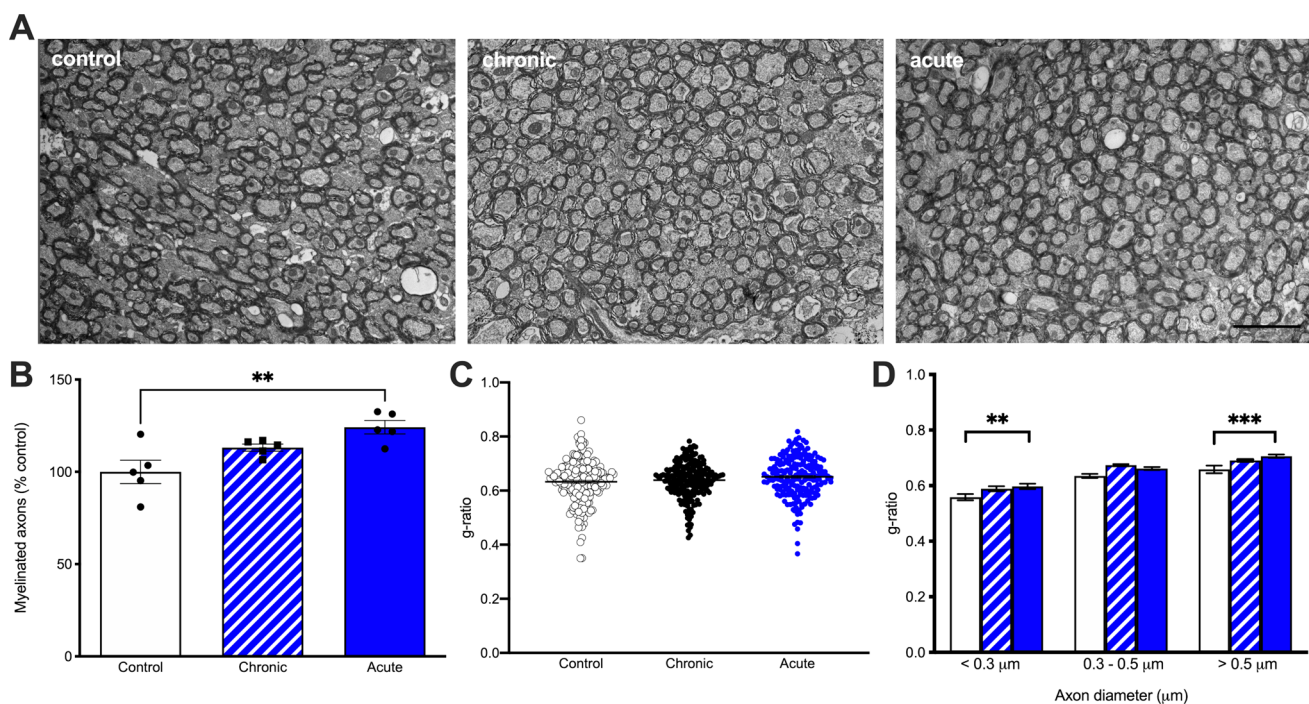 A
control
chronic
acute
B
Myelinated axons (% control)
150
100
50
0
**
Control
Chronic
Acute
C
g-ratio
1.0
0.8
0.6
0.4
0.2
0.0
Control
Chronic
Acute
D
g-ratio
1.0
0.8
0.6
0.4
0.2
0.0
**
***
< 0.3 μm
0.3 - 0.5 μm
> 0.5 μm
Axon diameter (μm)